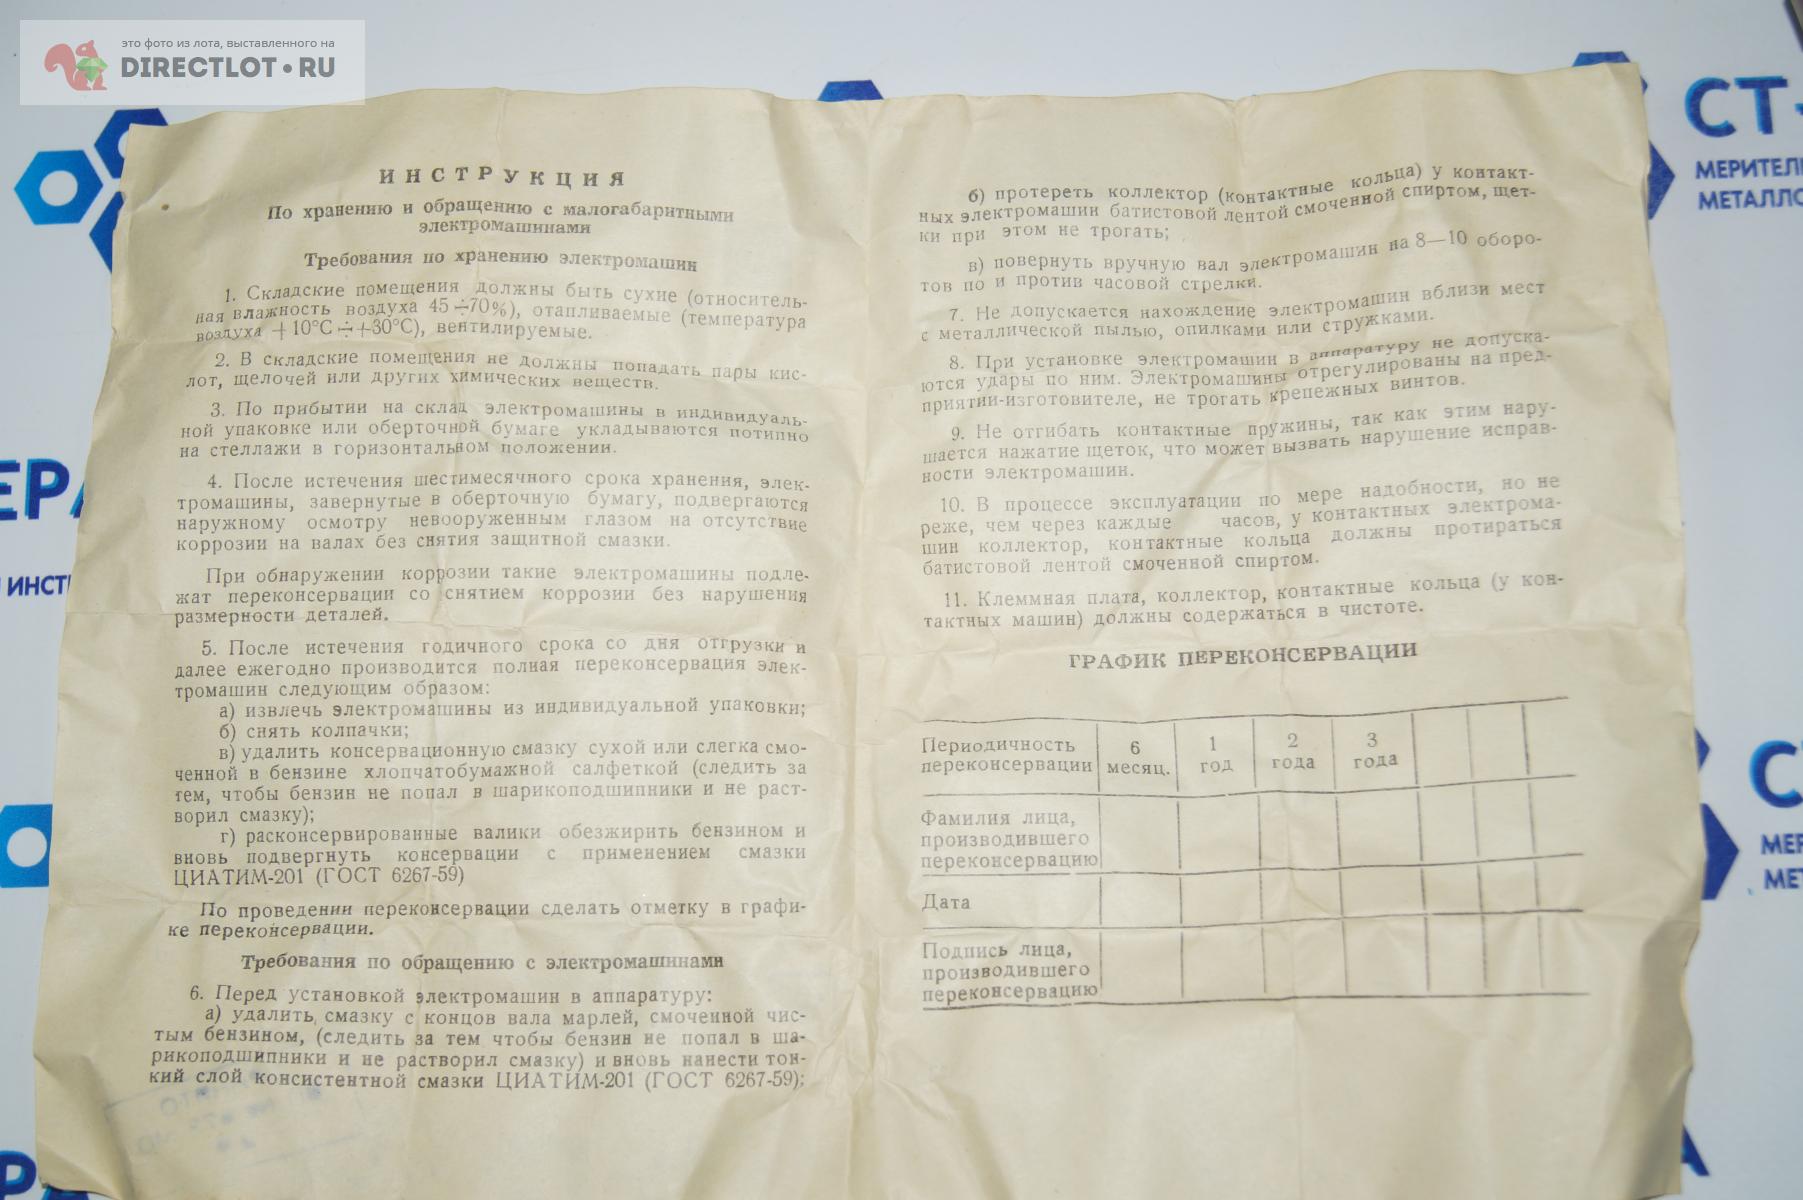 это фото из лота, выставленного на
DIRECTLOT•RU
ИНСТРУКЦИЯ
По хранению и обращению с малогабаритными
электромашинами
Требования по хранению электромашин
1. Складские помещения должны быть сухие (относитель-
ная влажность воздуха 45÷70%), отапливаемые (температура
воздуха +10°С÷+30°С), вентилируемые.
2. В складские помещения не должны попадать пары кис-
лот, щелочей или других химических веществ.
3. По прибытии на склад электромашины в индивидуаль-
ной упаковке или оберточной бумаге укладываются потипно
на стеллажи в горизонтальном положении.
4. После истечения шестимесячного срока хранения, элек-
тромашины, завернутые в оберточную бумагу, подвергаются
наружному осмотру невооруженным глазом на отсутствие
коррозии на валах без снятия защитной смазки.
При обнаружении коррозии такие электромашины подле-
жат переконсервации со снятием коррозии без нарушения
размерности деталей.
5. После истечения годичного срока со дня отгрузки и
далее ежегодно производится полная переконсервация элек-
тромашин следующим образом:
а) извлечь электромашины из индивидуальной упаковки;
б) снять колпачки;
в) удалить консервационную смазку сухой или слегка смо-
ченной в бензине хлопчатобумажной салфеткой (следить за
тем, чтобы бензин не попал в шарикоподшипники и не раст-
ворил смазку);
г) расконсервированные валики обезжирить бензином и
вновь подвергнуть консервации с применением смазки
ЦИАТИМ-201 (ГОСТ 6267-59)
По проведении переконсервации сделать отметку в графи-
ке переконсервации.
Требования по обращению с электромашинами
6. Перед установкой электромашин в аппаратуру:
а) удалить смазку с концов вала марлей, смоченной чис-
тым бензином, (следить за тем чтобы бензин не попал в ша-
рикоподшипники и не растворил смазку) и вновь нанести тон-
кий слой консистентной смазки ЦИАТИМ-201 (ГОСТ 6267-59);
б) протереть коллектор (контактные кольца) у контакт-
ных электромашин батистовой лентой смоченной спиртом, щет-
ки при этом не трогать;
в) повернуть вручную вал электромашин на 8—10 оборо-
тов по и против часовой стрелки.
7. Не допускается нахождение электромашин вблизи мест
с металлической пылью, опилками или стружками.
8. При установке электромашин в аппаратуру не допуска-
ются удары по ним. Электромашины отрегулированы на пред-
приятии-изготовителе, не трогать крепежных винтов.
9. Не отгибать контактные пружины, так как этим нару-
шается нажатие щеток, что может вызвать нарушение исправ-
ности электромашин.
10. В процессе эксплуатации по мере надобности, но не
реже, чем через каждые часов, у контактных электрома-
шин коллектор, контактные кольца должны протираться
батистовой лентой смоченной спиртом.
11. Клеммная плата, коллектор, контактные кольца (у кон-
тактных машин) должны содержаться в чистоте.
ГРАФИК ПЕРЕКОНСЕРВАЦИИ
Периодичность
переконсервации
6
месяц.
1
год
2
года
3
года
Фамилия лица,
производившего
переконсервацию
Дата
Подпись лица,
производившего
переконсервацию
СТ-
МЕРИТЕЛ
МЕТАЛЛО
ЕРА
ИНСТ
С
МЕР
МЕТ
РА